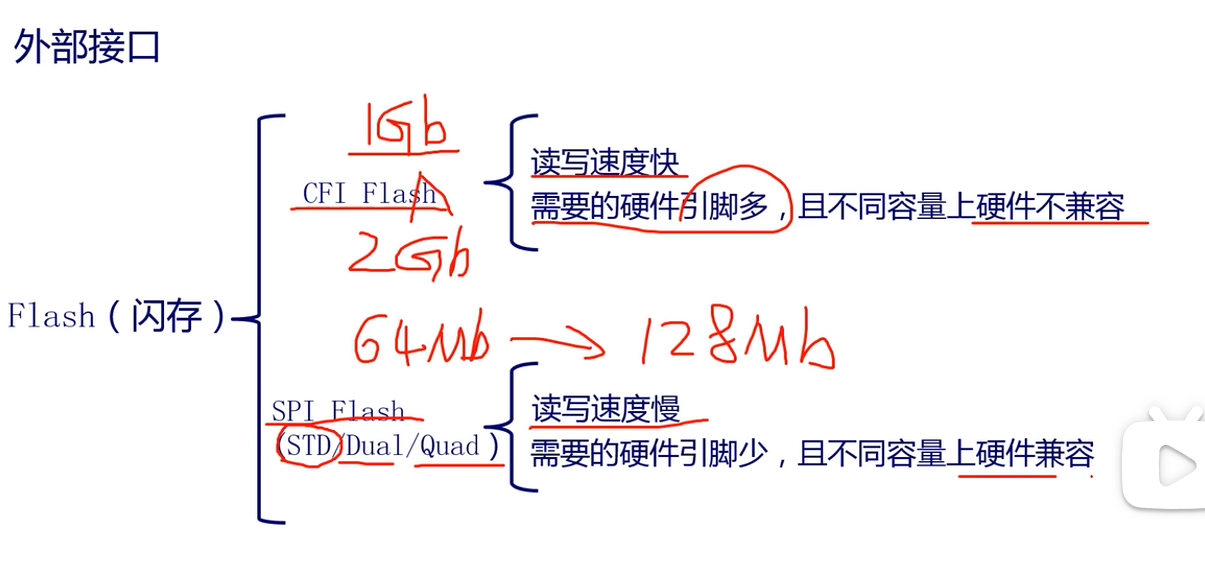 外部接口
1Gb
CFI Flash
2Gb
读写速度快
需要的硬件引脚多，且不同容量上硬件不兼容
Flash（闪存）
64Mb → 128Mb
SPI Flash
(STD/Dual/Quad）
读写速度慢
需要的硬件引脚少，且不同容量上硬件兼容